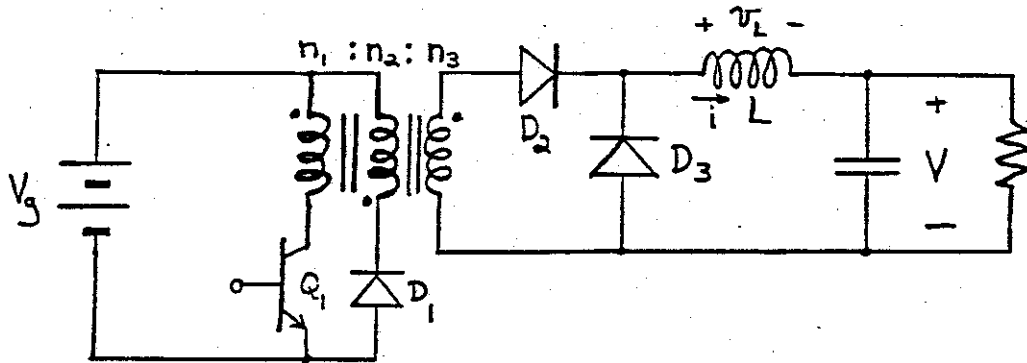 + v_L -
n₁ : n₂ : n₃
D₂
i
L
D₃
+
V
-
V_g
Q₁
D₁